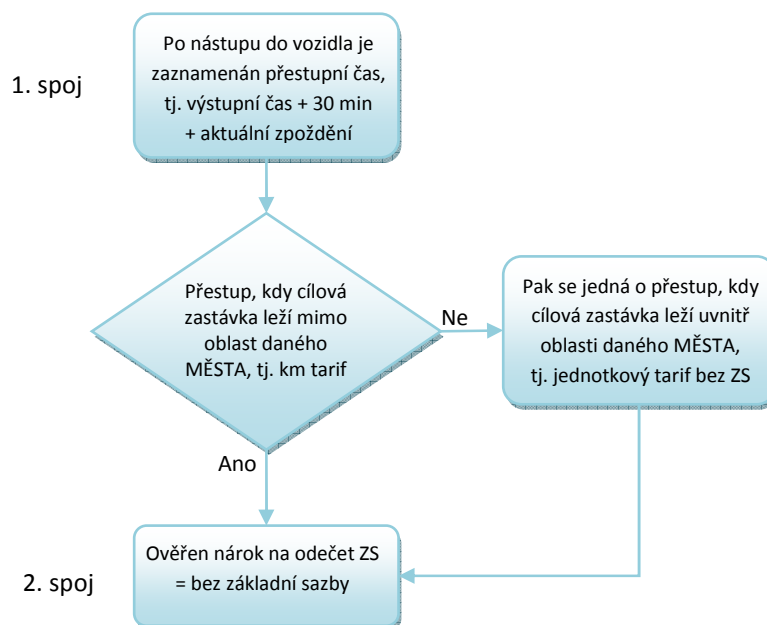 1. spoj
Po nástupu do vozidla je
zaznamenán přestupní čas,
tj. výstupní čas + 30 min
+ aktuální zpoždění
Přestup, kdy cílová
zastávka leží mimo
oblast daného
MĚSTA, tj. km tarif
Ne
Pak se jedná o přestup, kdy
cílová zastávka leží uvnitř
oblasti daného MĚSTA,
tj. jednotkový tarif bez ZS
Ano
2. spoj
Ověřen nárok na odečet ZS
= bez základní sazby